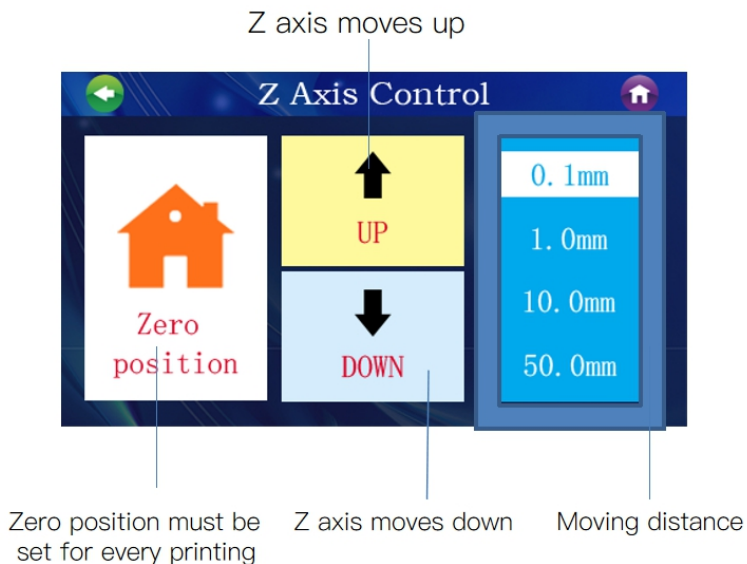 Z axis moves up
Z Axis Control
Zero
position
UP
DOWN
0.1mm
1.0mm
10.0mm
50.0mm
Zero position must be
set for every printing
Z axis moves down
Moving distance